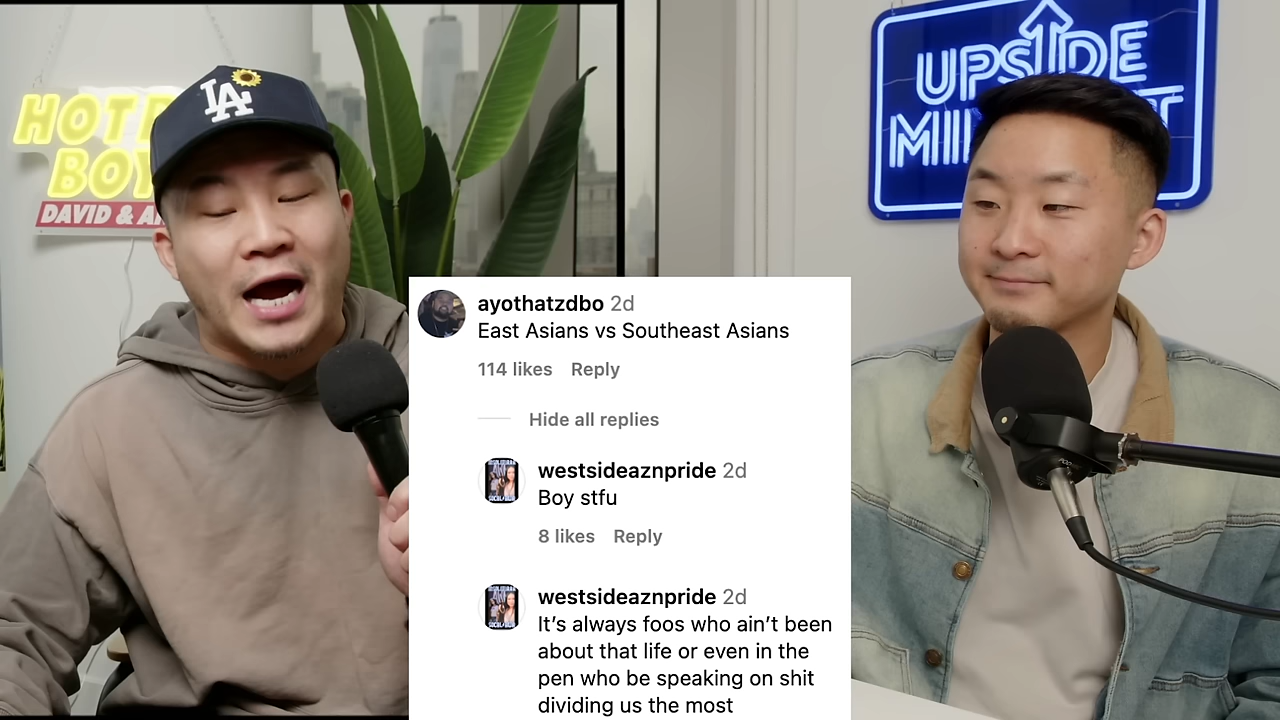 HOT
BOY
DAVID & A
LA
UPSIDE
MI
ayothatzdbo 2d
East Asians vs Southeast Asians
114 likes Reply
Hide all replies
westsideaznpride 2d
Boy stfu
8 likes Reply
westsideaznpride 2d
It’s always foos who ain’t been
about that life or even in the
pen who be speaking on shit
dividing us the most